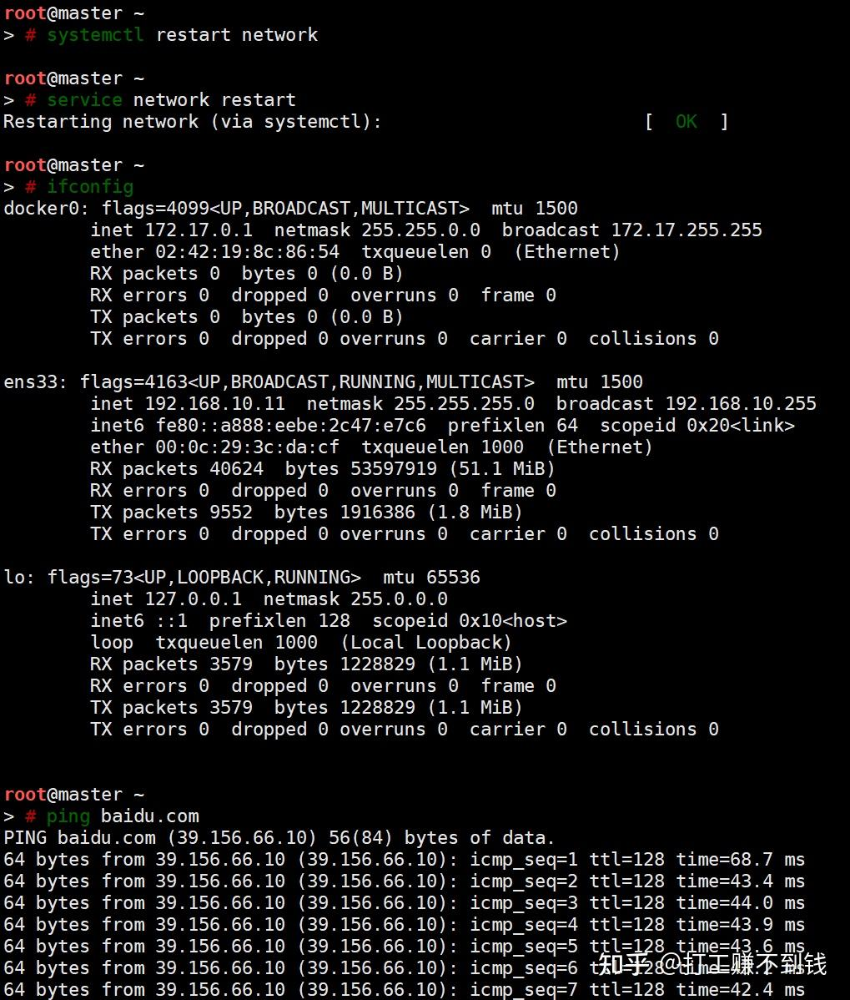 root@master ~
> # systemctl restart network
root@master ~
> # service network restart
Restarting network (via systemctl):                        [  OK  ]
root@master ~
> # ifconfig
docker0: flags=4099<UP,BROADCAST,MULTICAST>  mtu 1500
        inet 172.17.0.1  netmask 255.255.0.0  broadcast 172.17.255.255
        ether 02:42:19:8c:86:54  txqueuelen 0  (Ethernet)
        RX packets 0  bytes 0 (0.0 B)
        RX errors 0  dropped 0  overruns 0  frame 0
        TX packets 0  bytes 0 (0.0 B)
        TX errors 0  dropped 0 overruns 0  carrier 0  collisions 0
ens33: flags=4163<UP,BROADCAST,RUNNING,MULTICAST>  mtu 1500
        inet 192.168.10.11  netmask 255.255.255.0  broadcast 192.168.10.255
        inet6 fe80::a888:eebe:2c47:e7c6  prefixlen 64  scopeid 0x20<link>
        ether 00:0c:29:3c:da:cf  txqueuelen 1000  (Ethernet)
        RX packets 40624  bytes 53597919 (51.1 MiB)
        RX errors 0  dropped 0  overruns 0  frame 0
        TX packets 9552  bytes 1916386 (1.8 MiB)
        TX errors 0  dropped 0 overruns 0  carrier 0  collisions 0
lo: flags=73<UP,LOOPBACK,RUNNING>  mtu 65536
        inet 127.0.0.1  netmask 255.0.0.0
        inet6 ::1  prefixlen 128  scopeid 0x10<host>
        loop  txqueuelen 1000  (Local Loopback)
        RX packets 3579  bytes 1228829 (1.1 MiB)
        RX errors 0  dropped 0  overruns 0  frame 0
        TX packets 3579  bytes 1228829 (1.1 MiB)
        TX errors 0  dropped 0 overruns 0  carrier 0  collisions 0
root@master ~
> # ping baidu.com
PING baidu.com (39.156.66.10) 56(84) bytes of data.
64 bytes from 39.156.66.10 (39.156.66.10): icmp_seq=1 ttl=128 time=68.7 ms
64 bytes from 39.156.66.10 (39.156.66.10): icmp_seq=2 ttl=128 time=43.4 ms
64 bytes from 39.156.66.10 (39.156.66.10): icmp_seq=3 ttl=128 time=44.0 ms
64 bytes from 39.156.66.10 (39.156.66.10): icmp_seq=4 ttl=128 time=43.9 ms
64 bytes from 39.156.66.10 (39.156.66.10): icmp_seq=5 ttl=128 time=43.6 ms
64 bytes from 39.156.66.10 (39.156.66.10): icmp_seq=6 ms
知乎 @打工赚不到钱
64 bytes from 39.156.66.10 (39.156.66.10): icmp_seq=7 ttl=128 time=42.4 ms